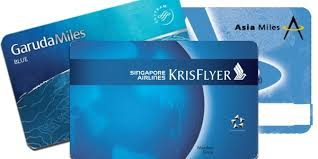 GarudaMiles
BLUE
SINGAPORE
AIRLINES
KRISFLYER
Asia Miles